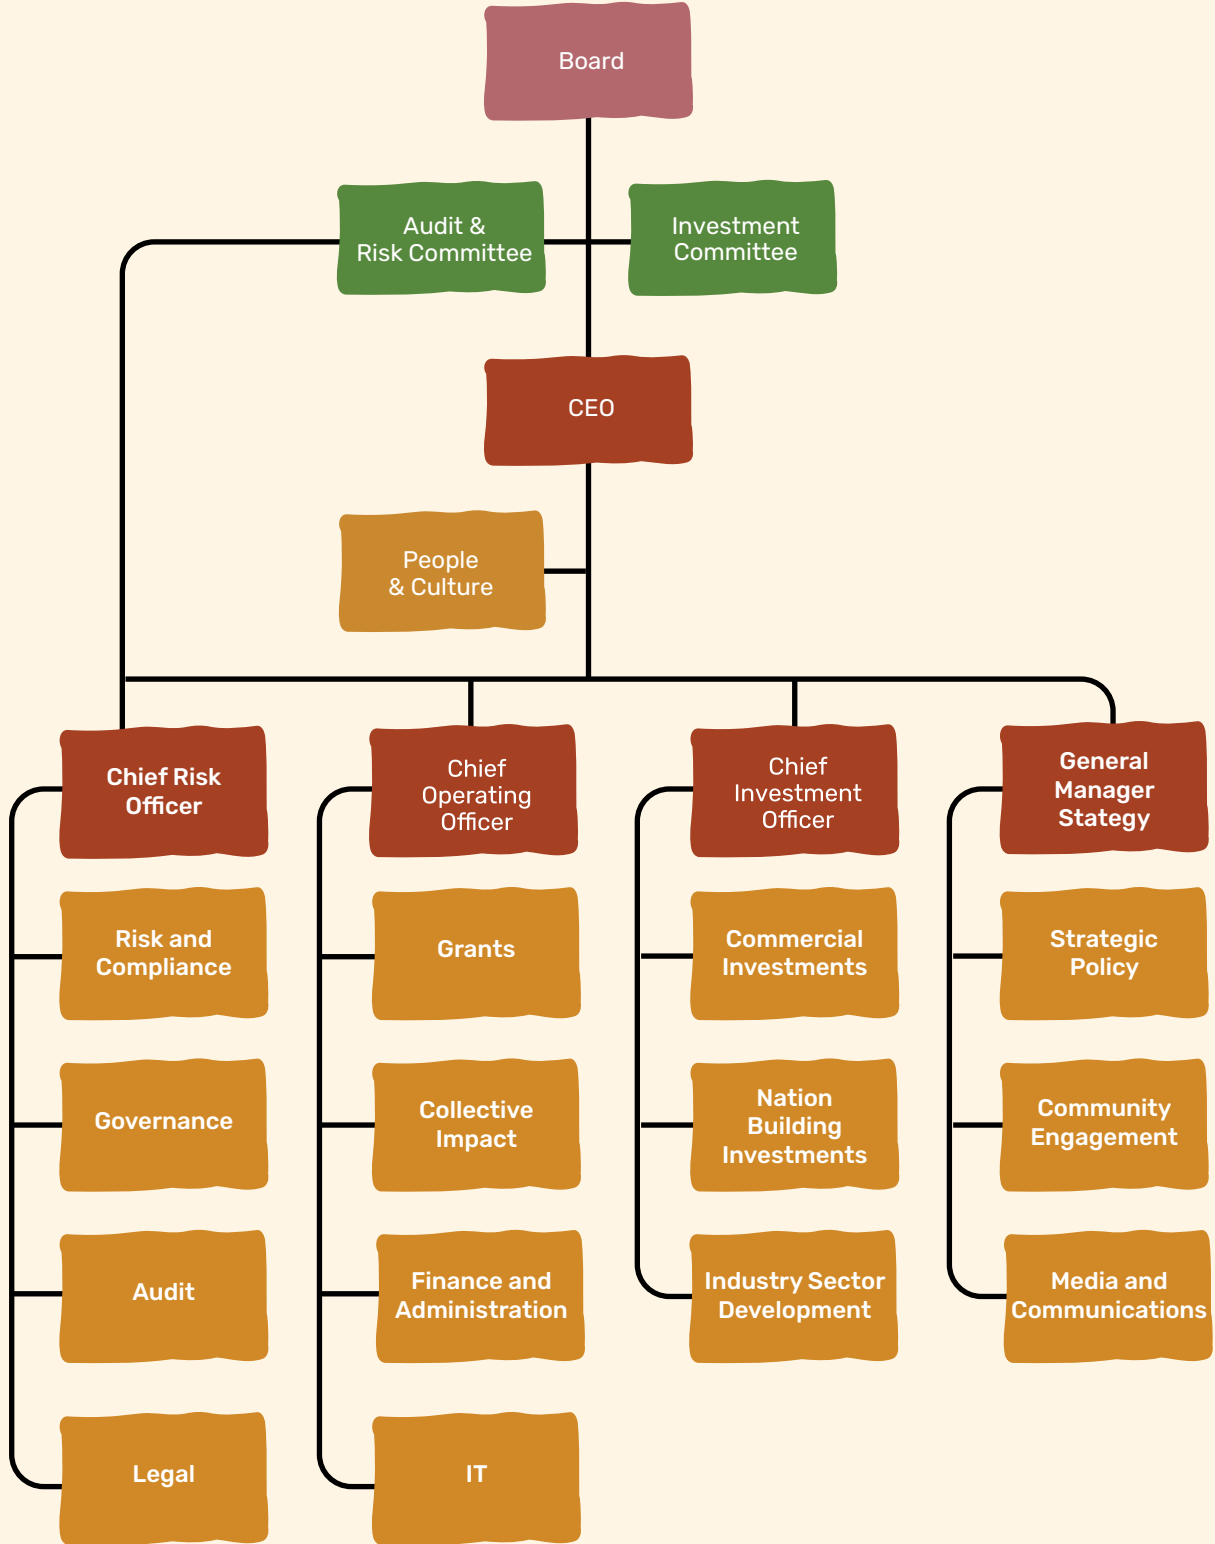 Board
Audit &
Risk Committee
Investment
Committee
CEO
People
& Culture
Chief Risk
Officer
Chief
Operating
Officer
Chief
Investment
Officer
General
Manager
Stategy
Risk and
Compliance
Grants
Commercial
Investments
Strategic
Policy
Governance
Collective
Impact
Nation
Building
Investments
Community
Engagement
Audit
Finance and
Administration
Industry Sector
Development
Media and
Communications
Legal
IT